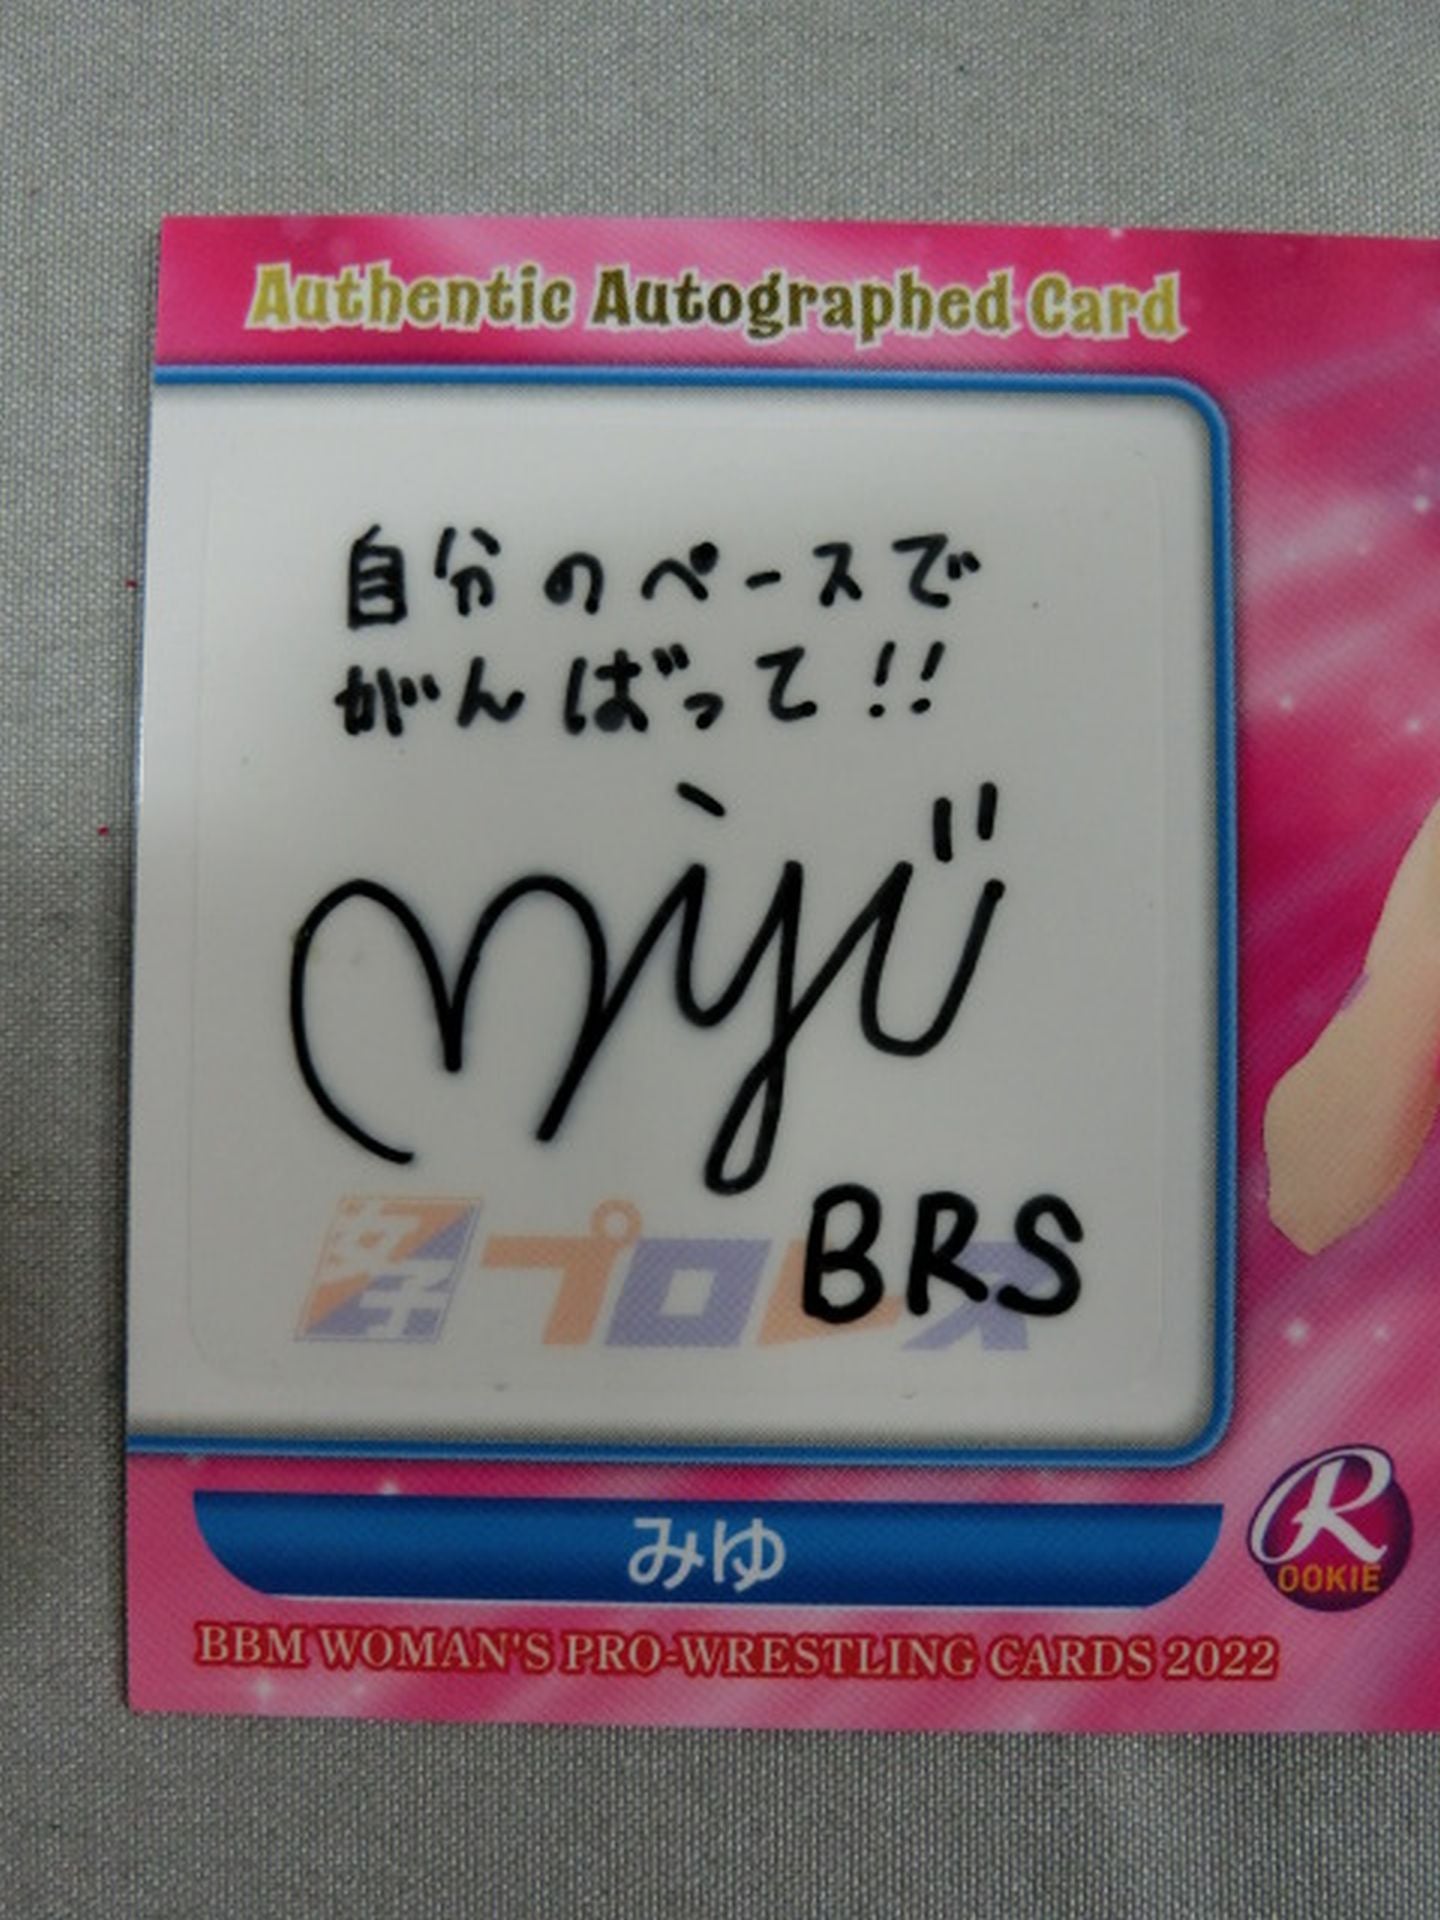 Authentic Autographed Card
自分のペースで
がんばって!!
Miyu
BRS
女子プロレス
みゆ
ROOKIE
BBM WOMAN'S PRO-WRESTLING CARDS 2022